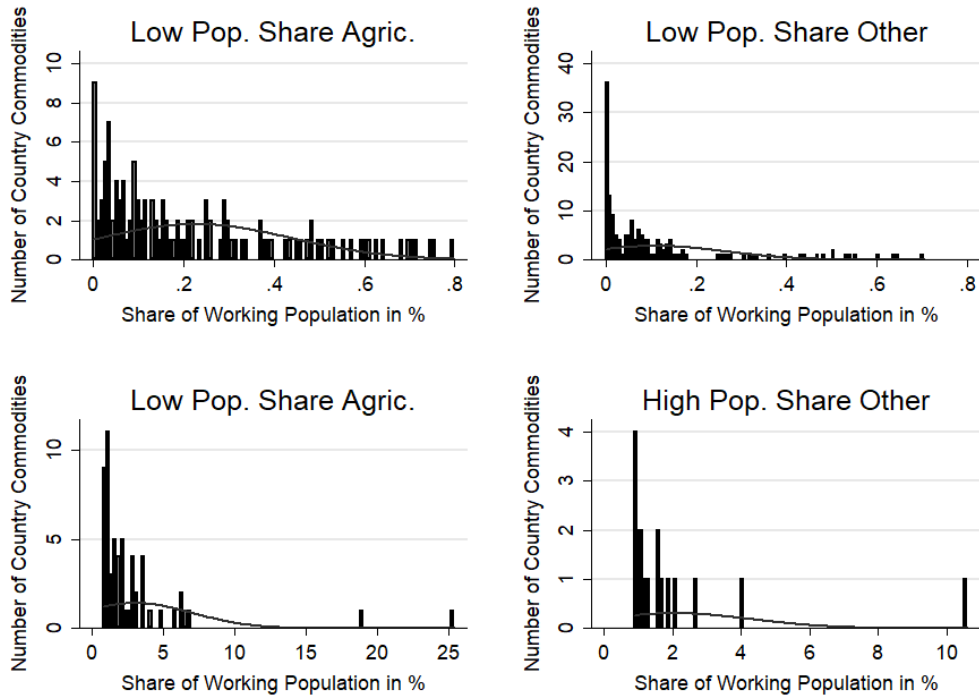 Low Pop. Share Agric.
Number of Country Commodities
10
8
6
4
2
0
0 .2 .4 .6 .8
Share of Working Population in %
Low Pop. Share Other
Number of Country Commodities
40
30
20
10
0
0 .2 .4 .6 .8
Share of Working Population in %
Low Pop. Share Agric.
Number of Country Commodities
10
5
0
0 5 10 15 20 25
Share of Working Population in %
High Pop. Share Other
Number of Country Commodities
4
3
2
1
0
0 2 4 6 8 10
Share of Working Population in %